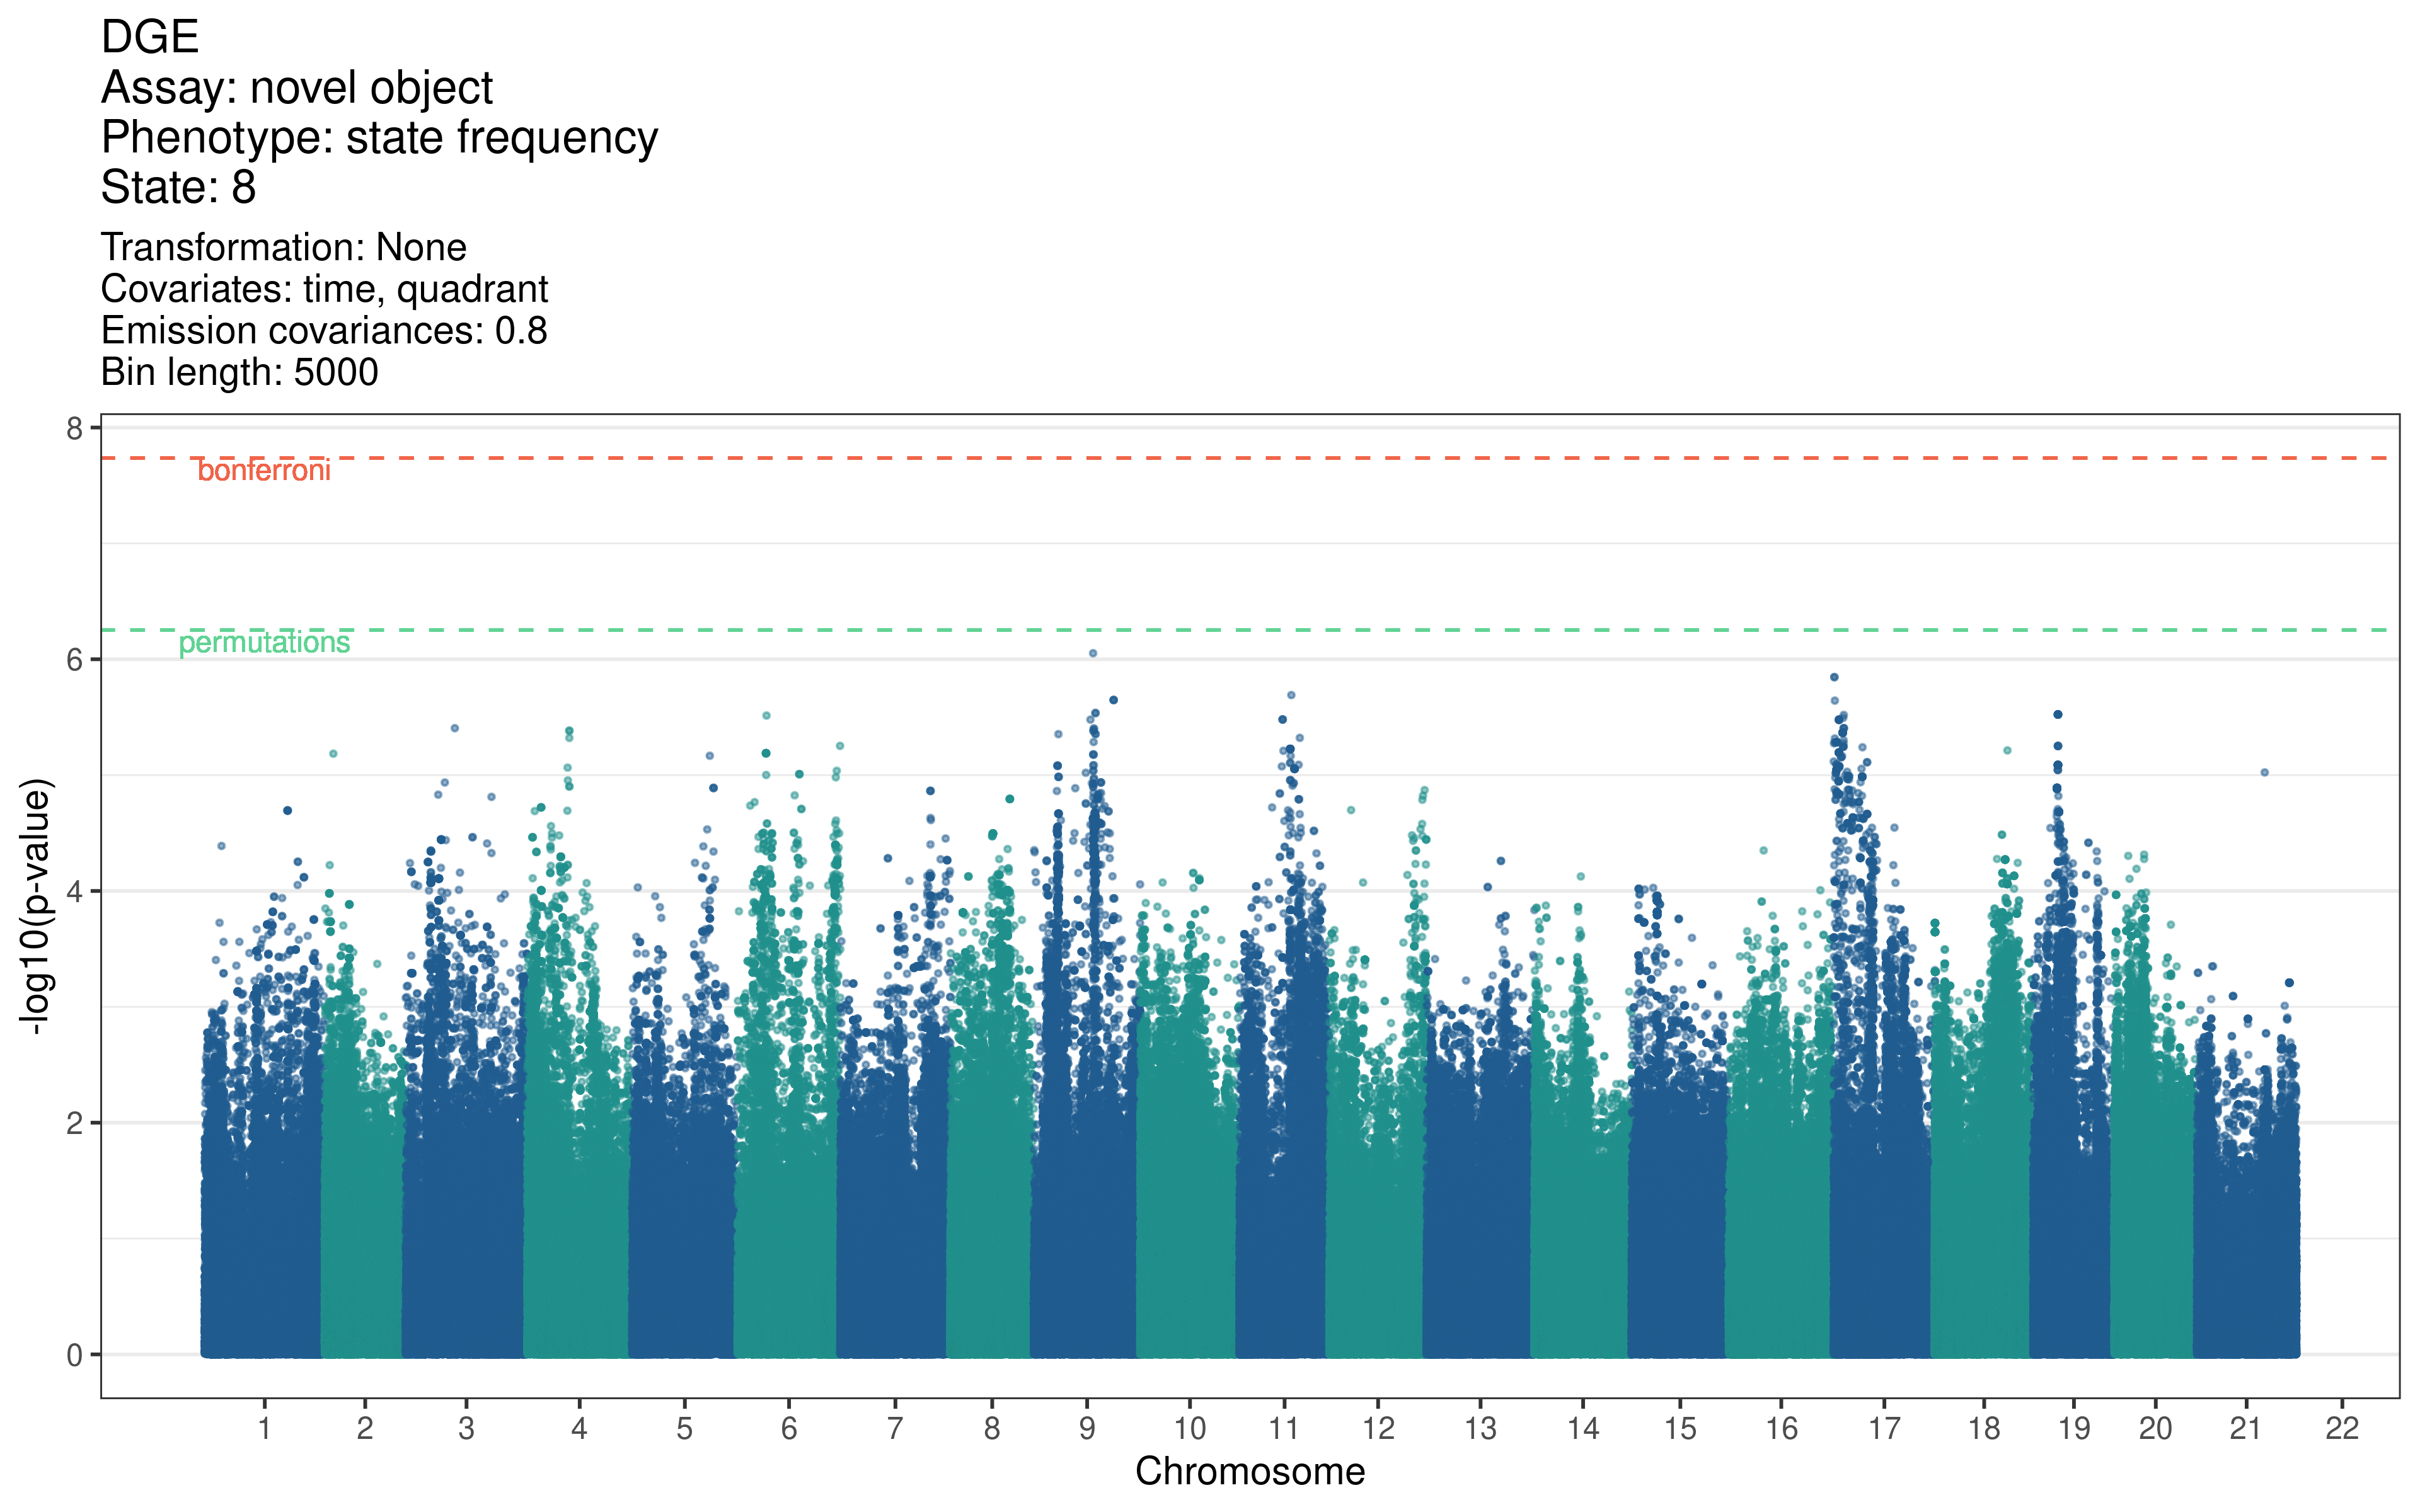 DGE
Assay: novel object
Phenotype: state frequency
State: 8
Transformation: None
Covariates: time, quadrant
Emission covariances: 0.8
Bin length: 5000
8
bonferroni
permutations
6
-log10(p-value)
4
2
0
1 2 3 4 5 6 7 8 9 10 11 12 13 14 15 16 17 18 19 20 21 22
Chromosome